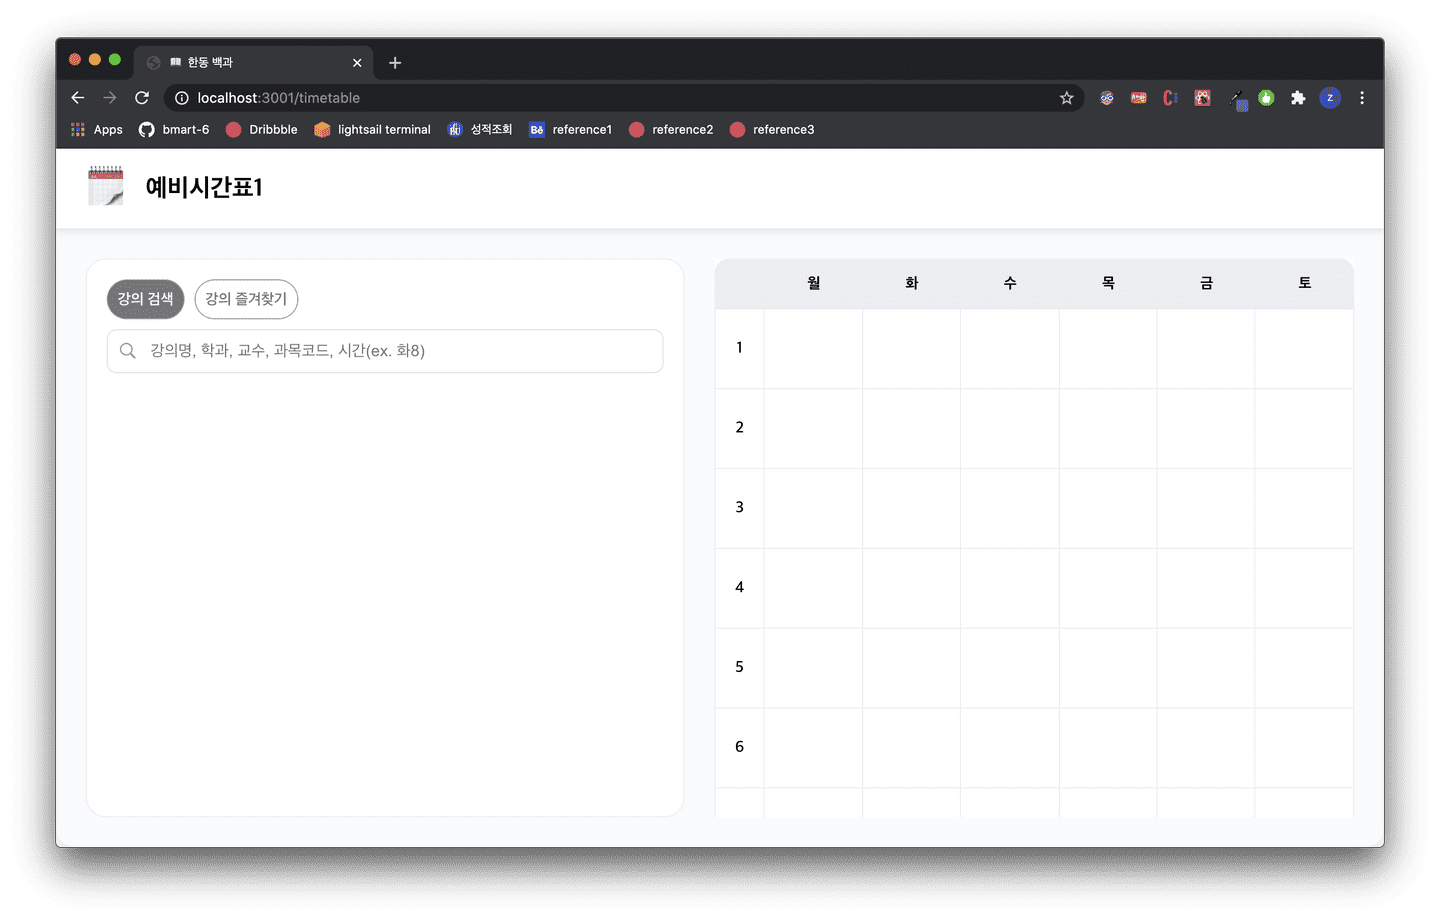 한동 백과
localhost:3001/timetable
Z
Apps bmart-6 Dribbble lightsail terminal 성적조회 Bē reference1 reference2 reference3
예비시간표1
강의 검색 강의 즐겨찾기
강의명, 학과, 교수, 과목코드, 시간(ex. 화8)
월 화 수 목 금 토
1
2
3
4
5
6